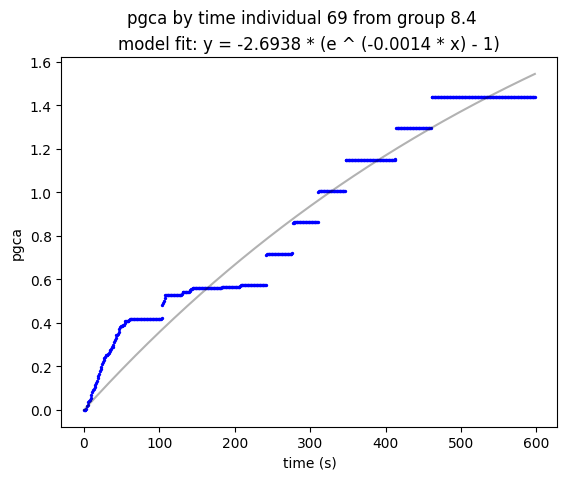 pgca by time individual 69 from group 8.4
model fit: y = -2.6938 * (e ^ (-0.0014 * x) - 1)
1.6
1.4
1.2
1.0
0.8
0.6
0.4
0.2
0.0
pgca
0 100 200 300 400 500 600
time (s)